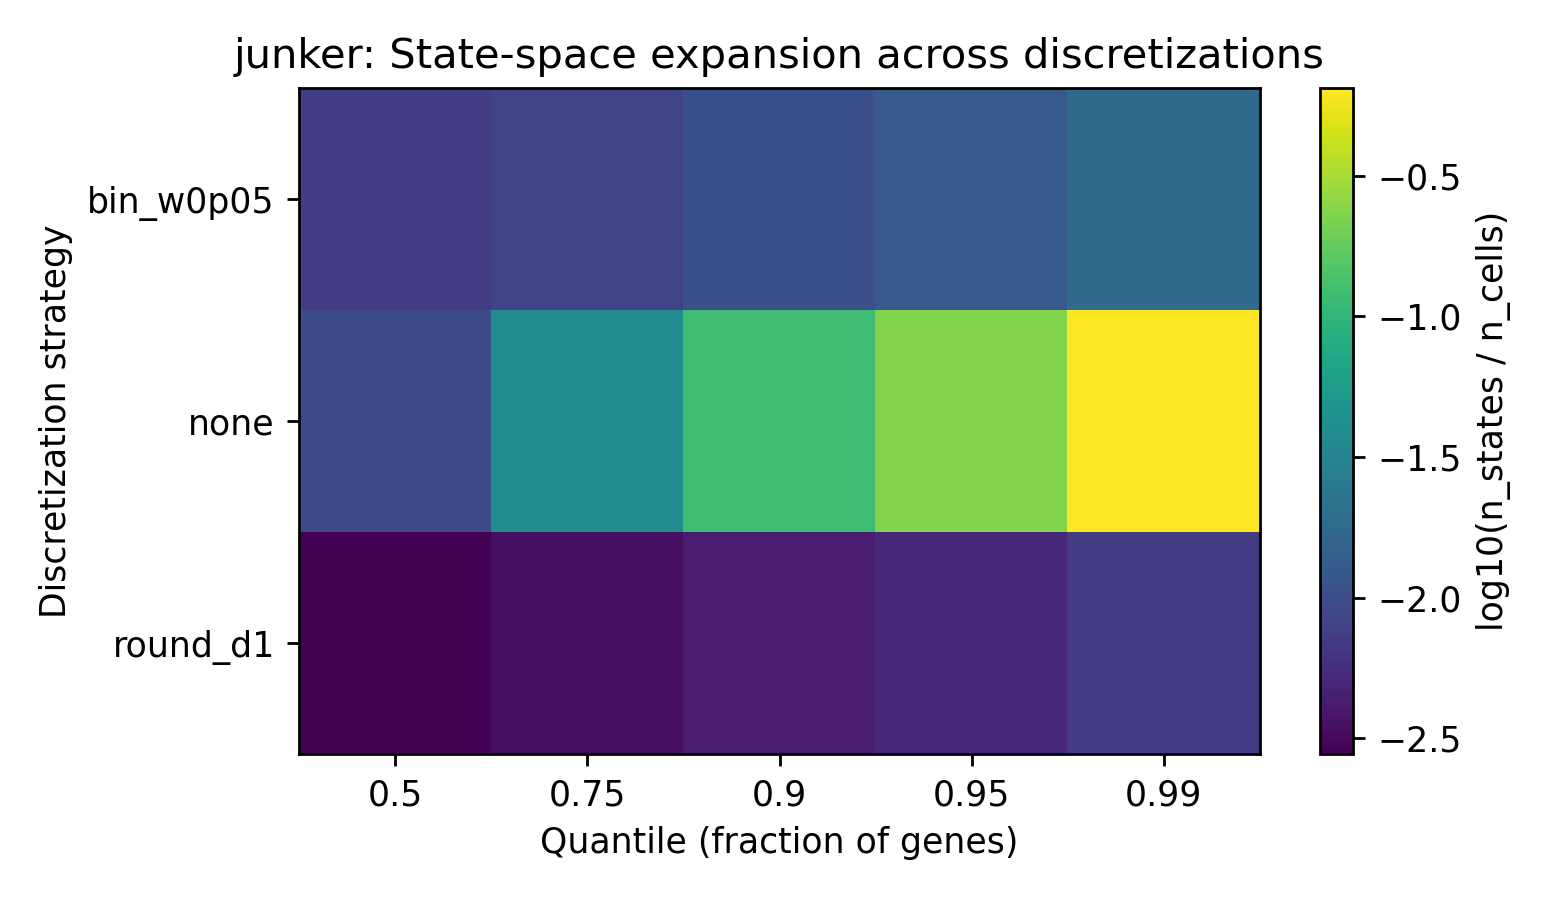 junker: State-space expansion across discretizations
Discretization strategy
bin_w0p05
none
round_d1
0.5 0.75 0.9 0.95 0.99
Quantile (fraction of genes)
−0.5
−1.0
−1.5
−2.0
−2.5
log10(n_states / n_cells)